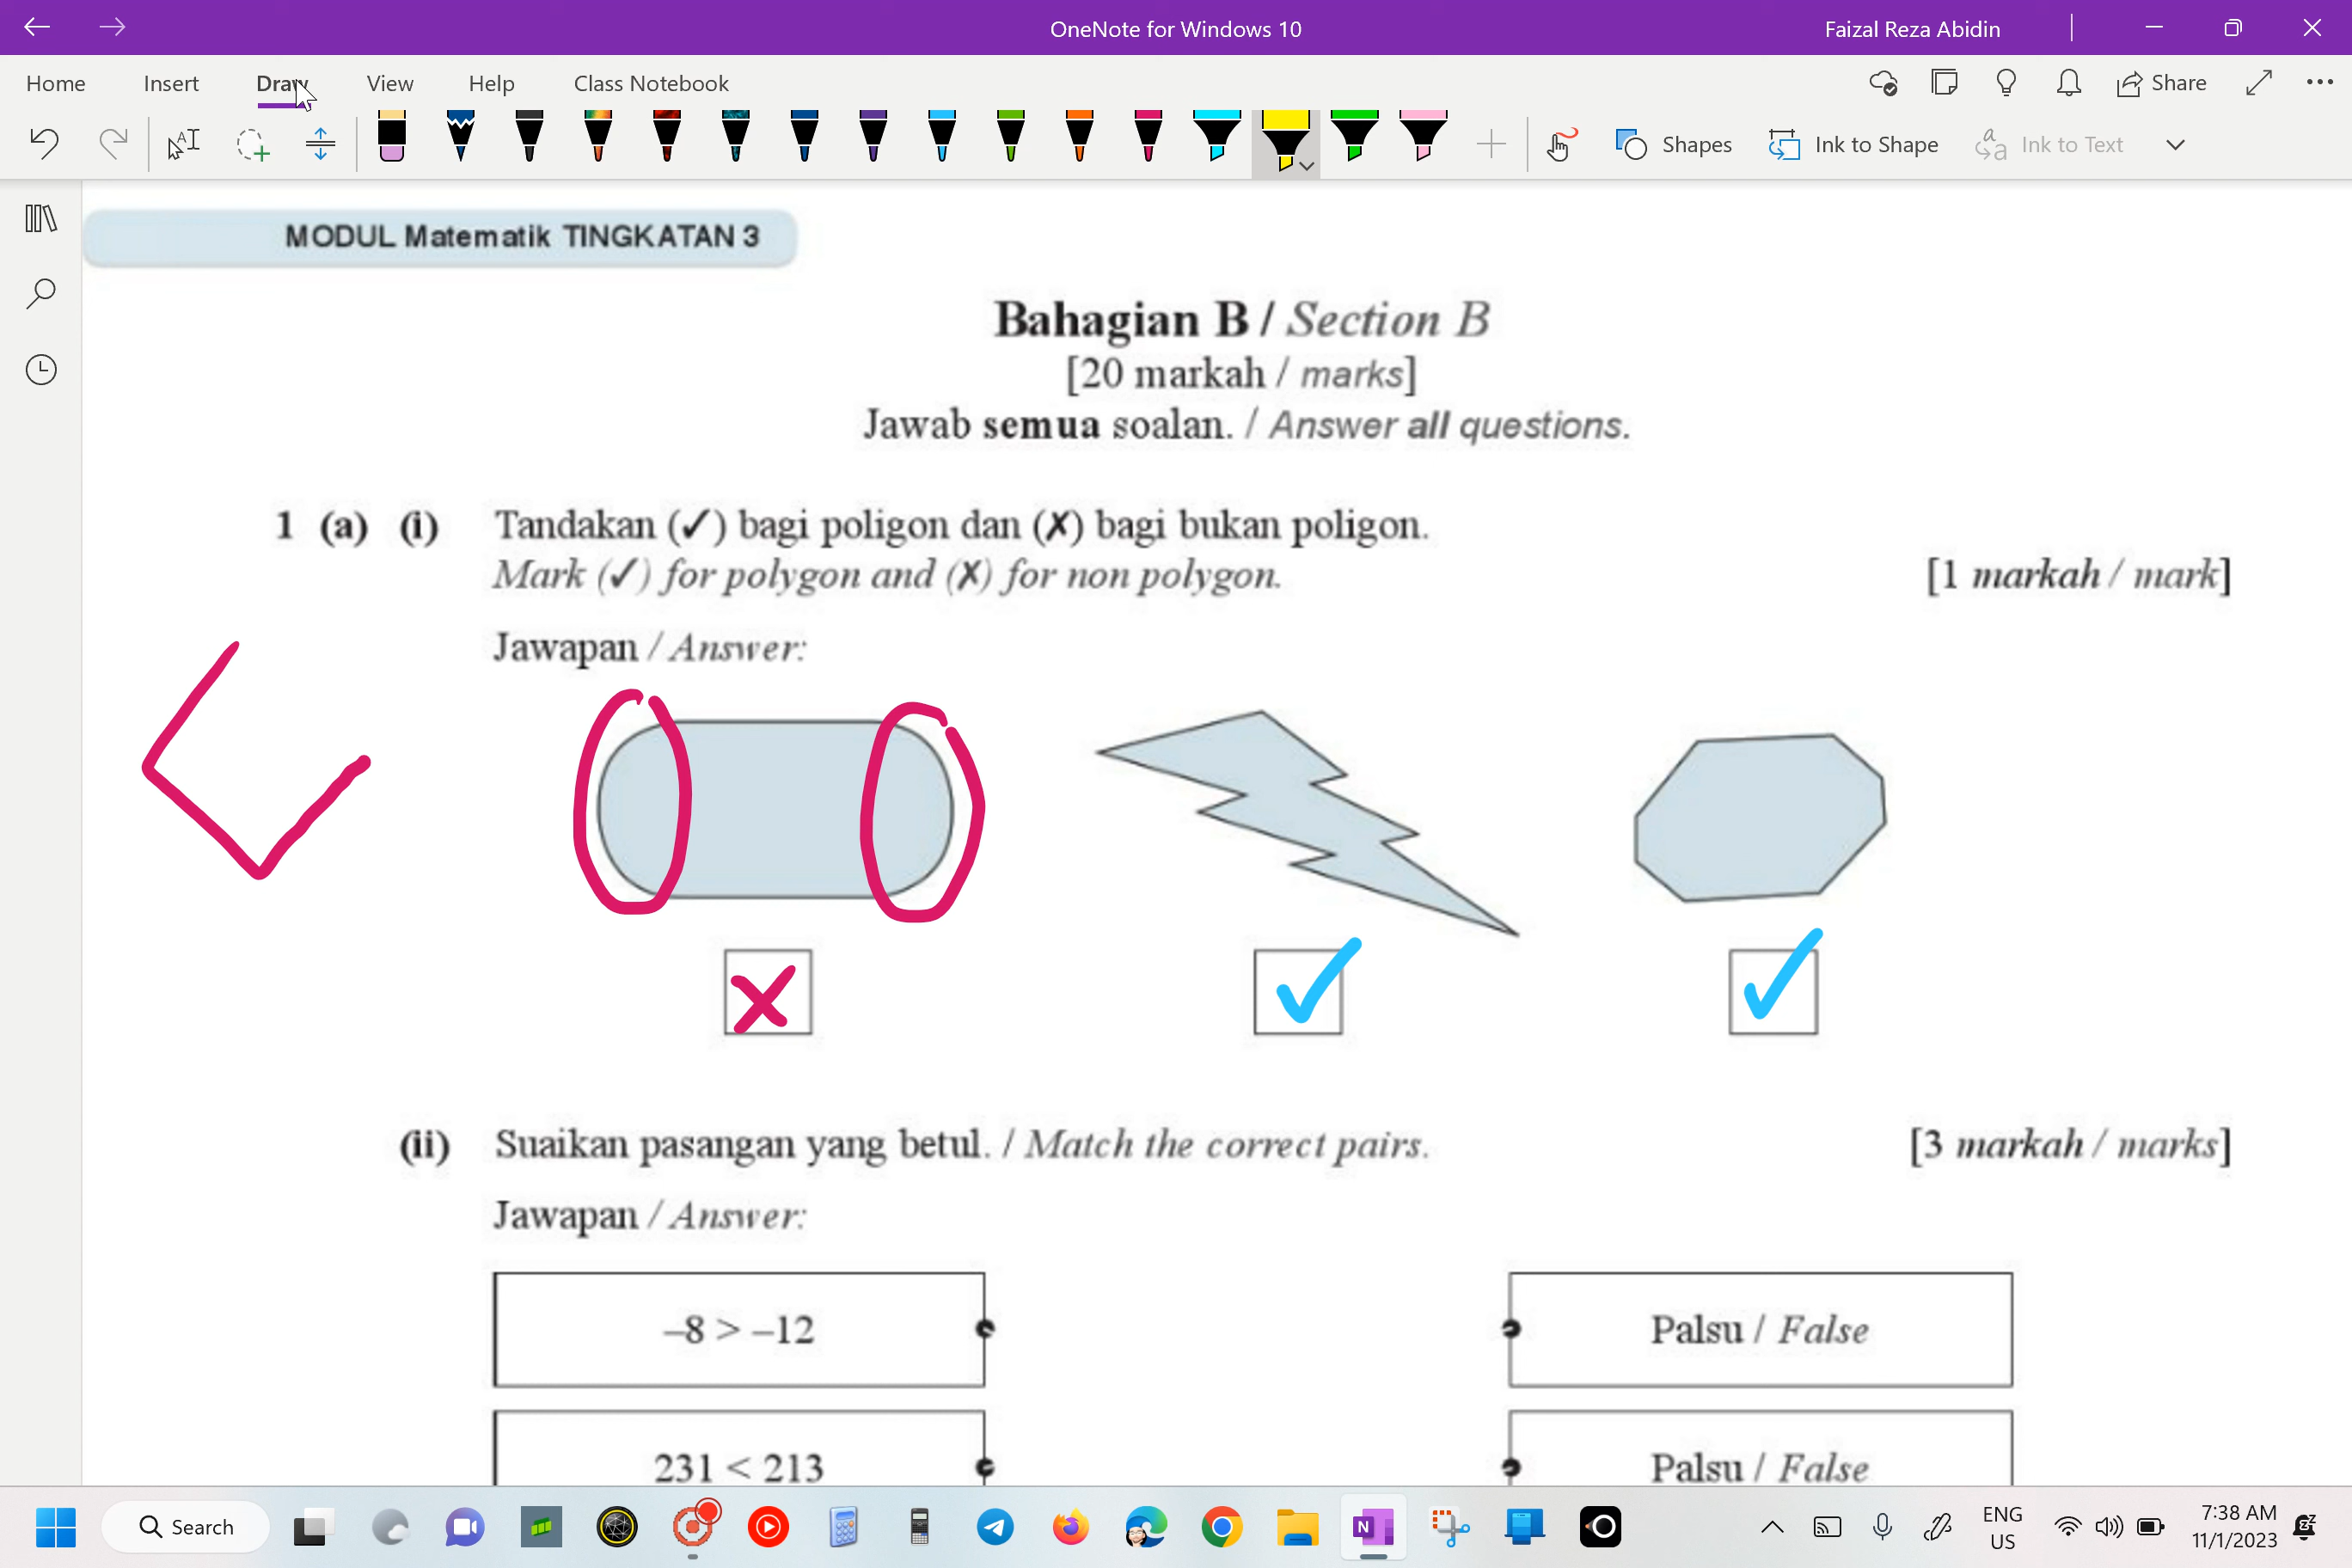 OneNote for Windows 10
Faizal Reza Abidin
Home Insert Draw View Help Class Notebook Share
Shapes Ink to Shape Ink to Text
MODUL Matematik TINGKATAN 3
Bahagian B / Section B
[20 markah / marks]
Jawab semua soalan. / Answer all questions.
1 (a) (i) Tandakan (✓) bagi poligon dan (✗) bagi bukan poligon.
Mark (✓) for polygon and (✗) for non polygon. [1 markah / mark]
Jawapan / Answer:
(ii) Suaikan pasangan yang betul. / Match the correct pairs. [3 markah / marks]
Jawapan / Answer:
–8 > –12 Palsu / False
231 < 213 Palsu / False
Search
ENG
US
7:38 AM
11/1/2023